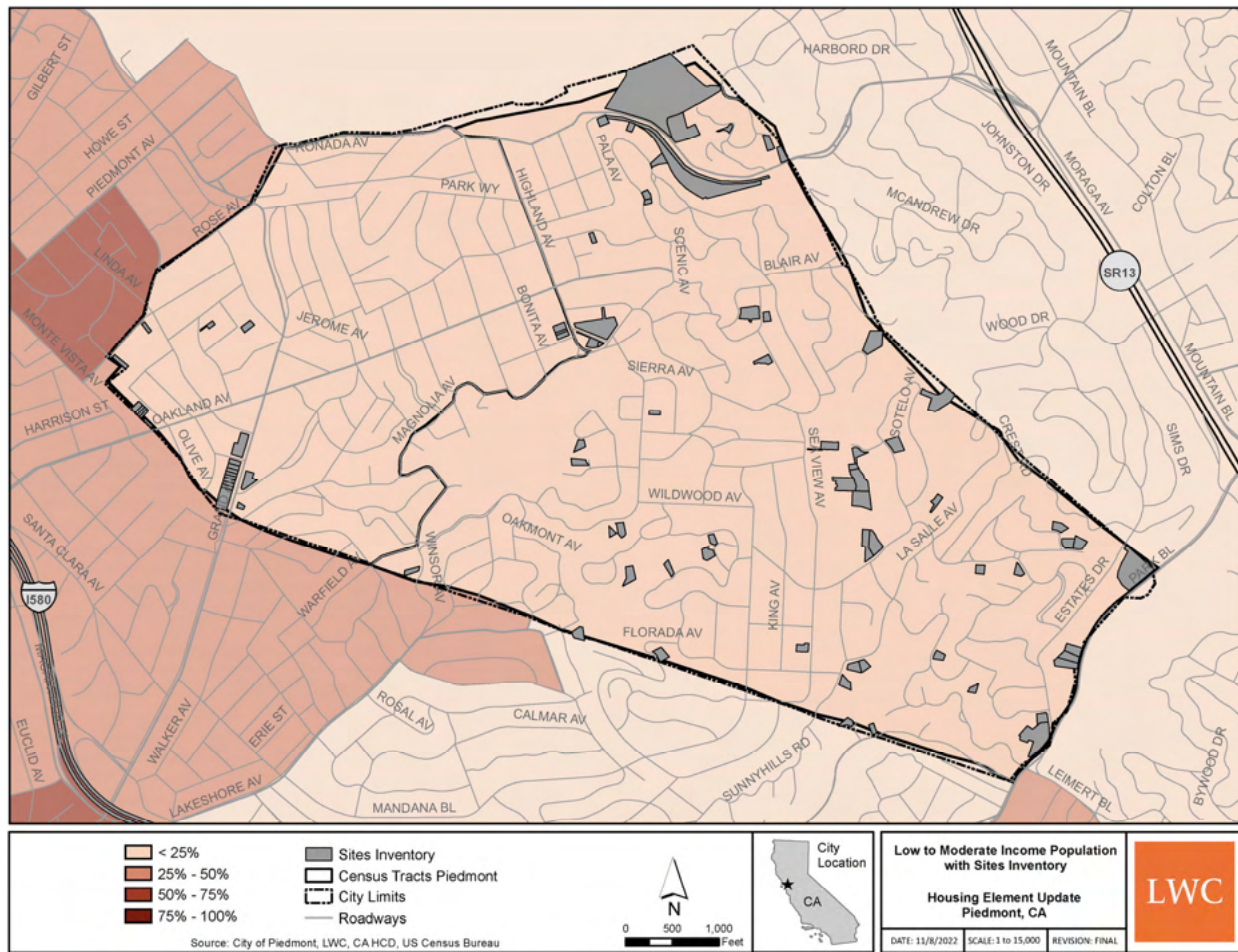 GILBERT ST
HOWE ST
PIEDMONT AV
RONADA AV
ROSE AV
LINDA AV
MONTE VISTA AV
HARRISON ST
OAKLAND AV
OLIVE AV
JEROME AV
PARK WY
HIGHLAND AV
PALA AV
SCENIC AV
BONITA AV
MAGNOLIA AV
SIERRA AV
BLAIR AV
HARBORD DR
MOUNTAIN BL
JOHNSTON DR
MORAGA AV
COLTON BL
MCANDREW DR
SR13
WOOD DR
MOUNTAIN BL
SIMS DR
SOTELO AV
SEA VIEW AV
WILDWOOD AV
OAKMONT AV
LA SALLE AV
KING AV
FLORADA AV
ESTATES DR
PARK BL
SANTA CLARA AV
I580
WARFIELD AV
WINSOR AV
WALKER AV
ERIE ST
EUCLID AV
LAKESHORE AV
ROSAL AV
CALMAR AV
MANDANA BL
SUNNYHILLS RD
LEIMERT BL
BYWOOD DR
< 25%
25% - 50%
50% - 75%
75% - 100%
Sites Inventory
Census Tracts Piedmont
City Limits
Roadways
Source: City of Piedmont, LWC, CA HCD, US Census Bureau
N
0 500 1,000
Feet
City
Location
CA
Low to Moderate Income Population
with Sites Inventory
Housing Element Update
Piedmont, CA
DATE: 11/8/2022
SCALE: 1 to 15,000
REVISION: FINAL
LWC